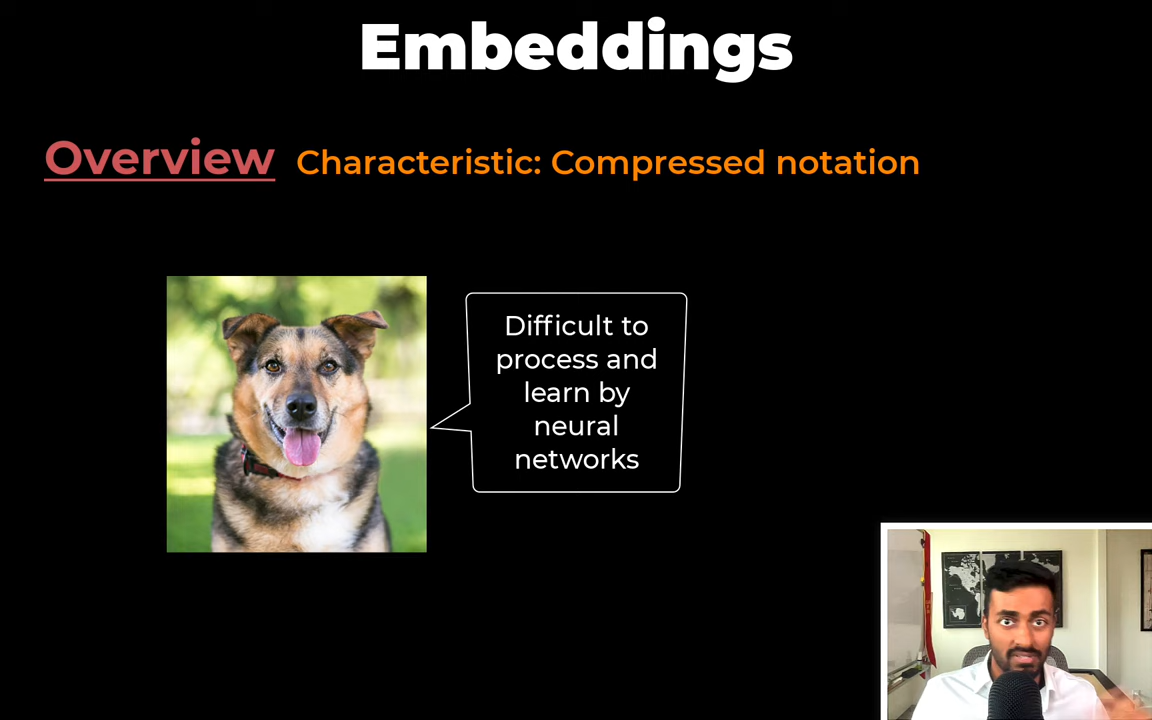 Embeddings
Overview Characteristic: Compressed notation
Difficult to
process and
learn by
neural
networks